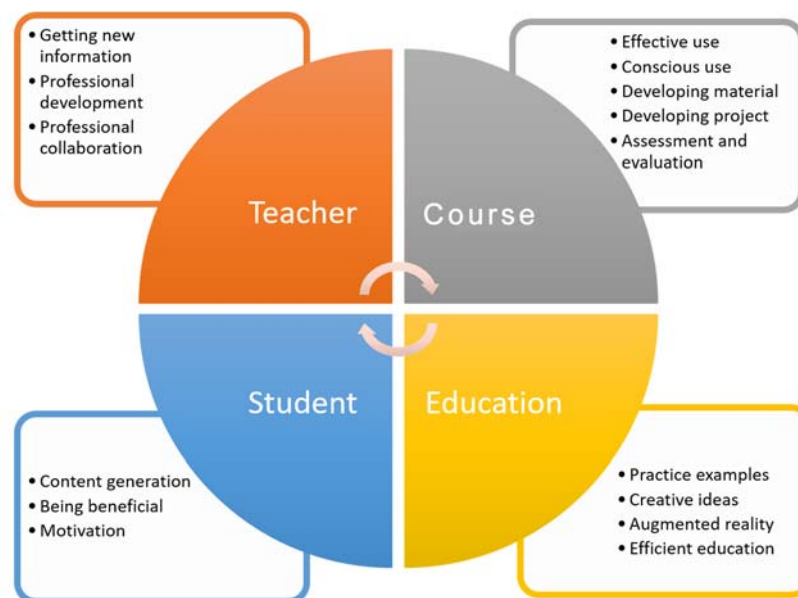 • Getting new
information
• Professional
development
• Professional
collaboration
• Effective use
• Conscious use
• Developing material
• Developing project
• Assessment and
evaluation
Teacher
Course
Student
Education
• Content generation
• Being beneficial
• Motivation
• Practice examples
• Creative ideas
• Augmented reality
• Efficient education